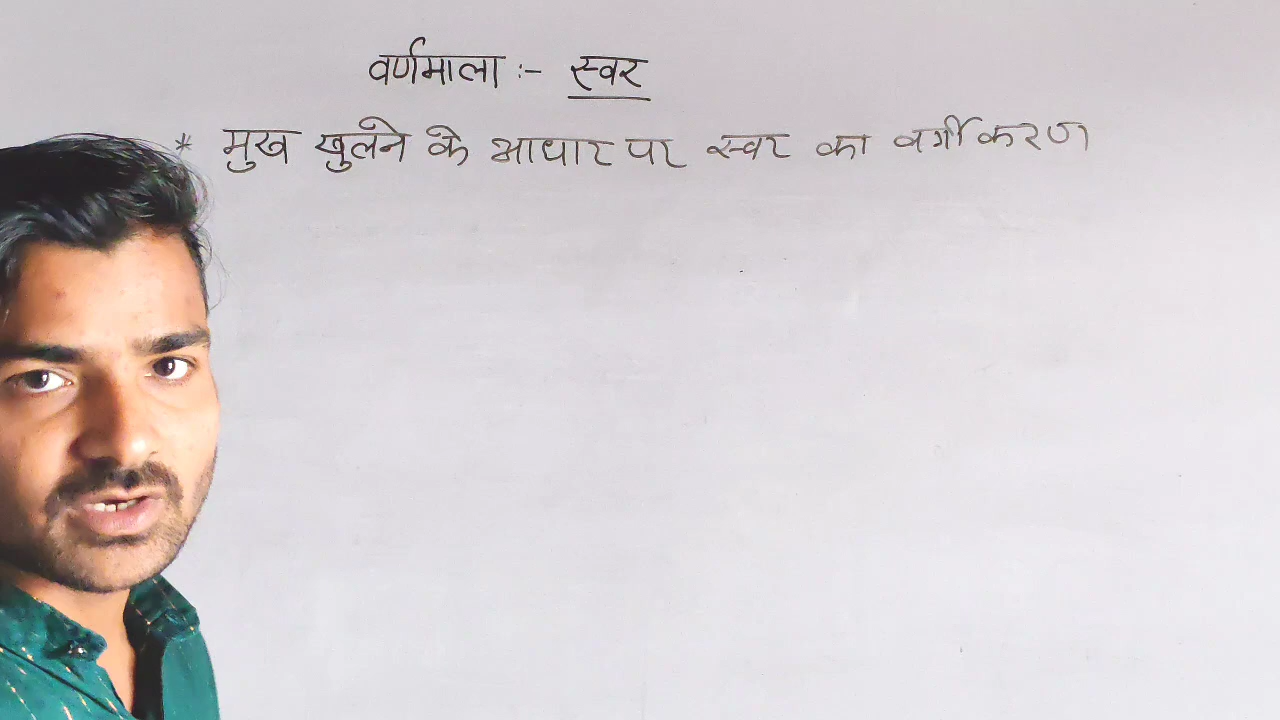 वर्णमाला :- स्वर
* मुख खुलने के आधार पर स्वर का वर्गीकरण